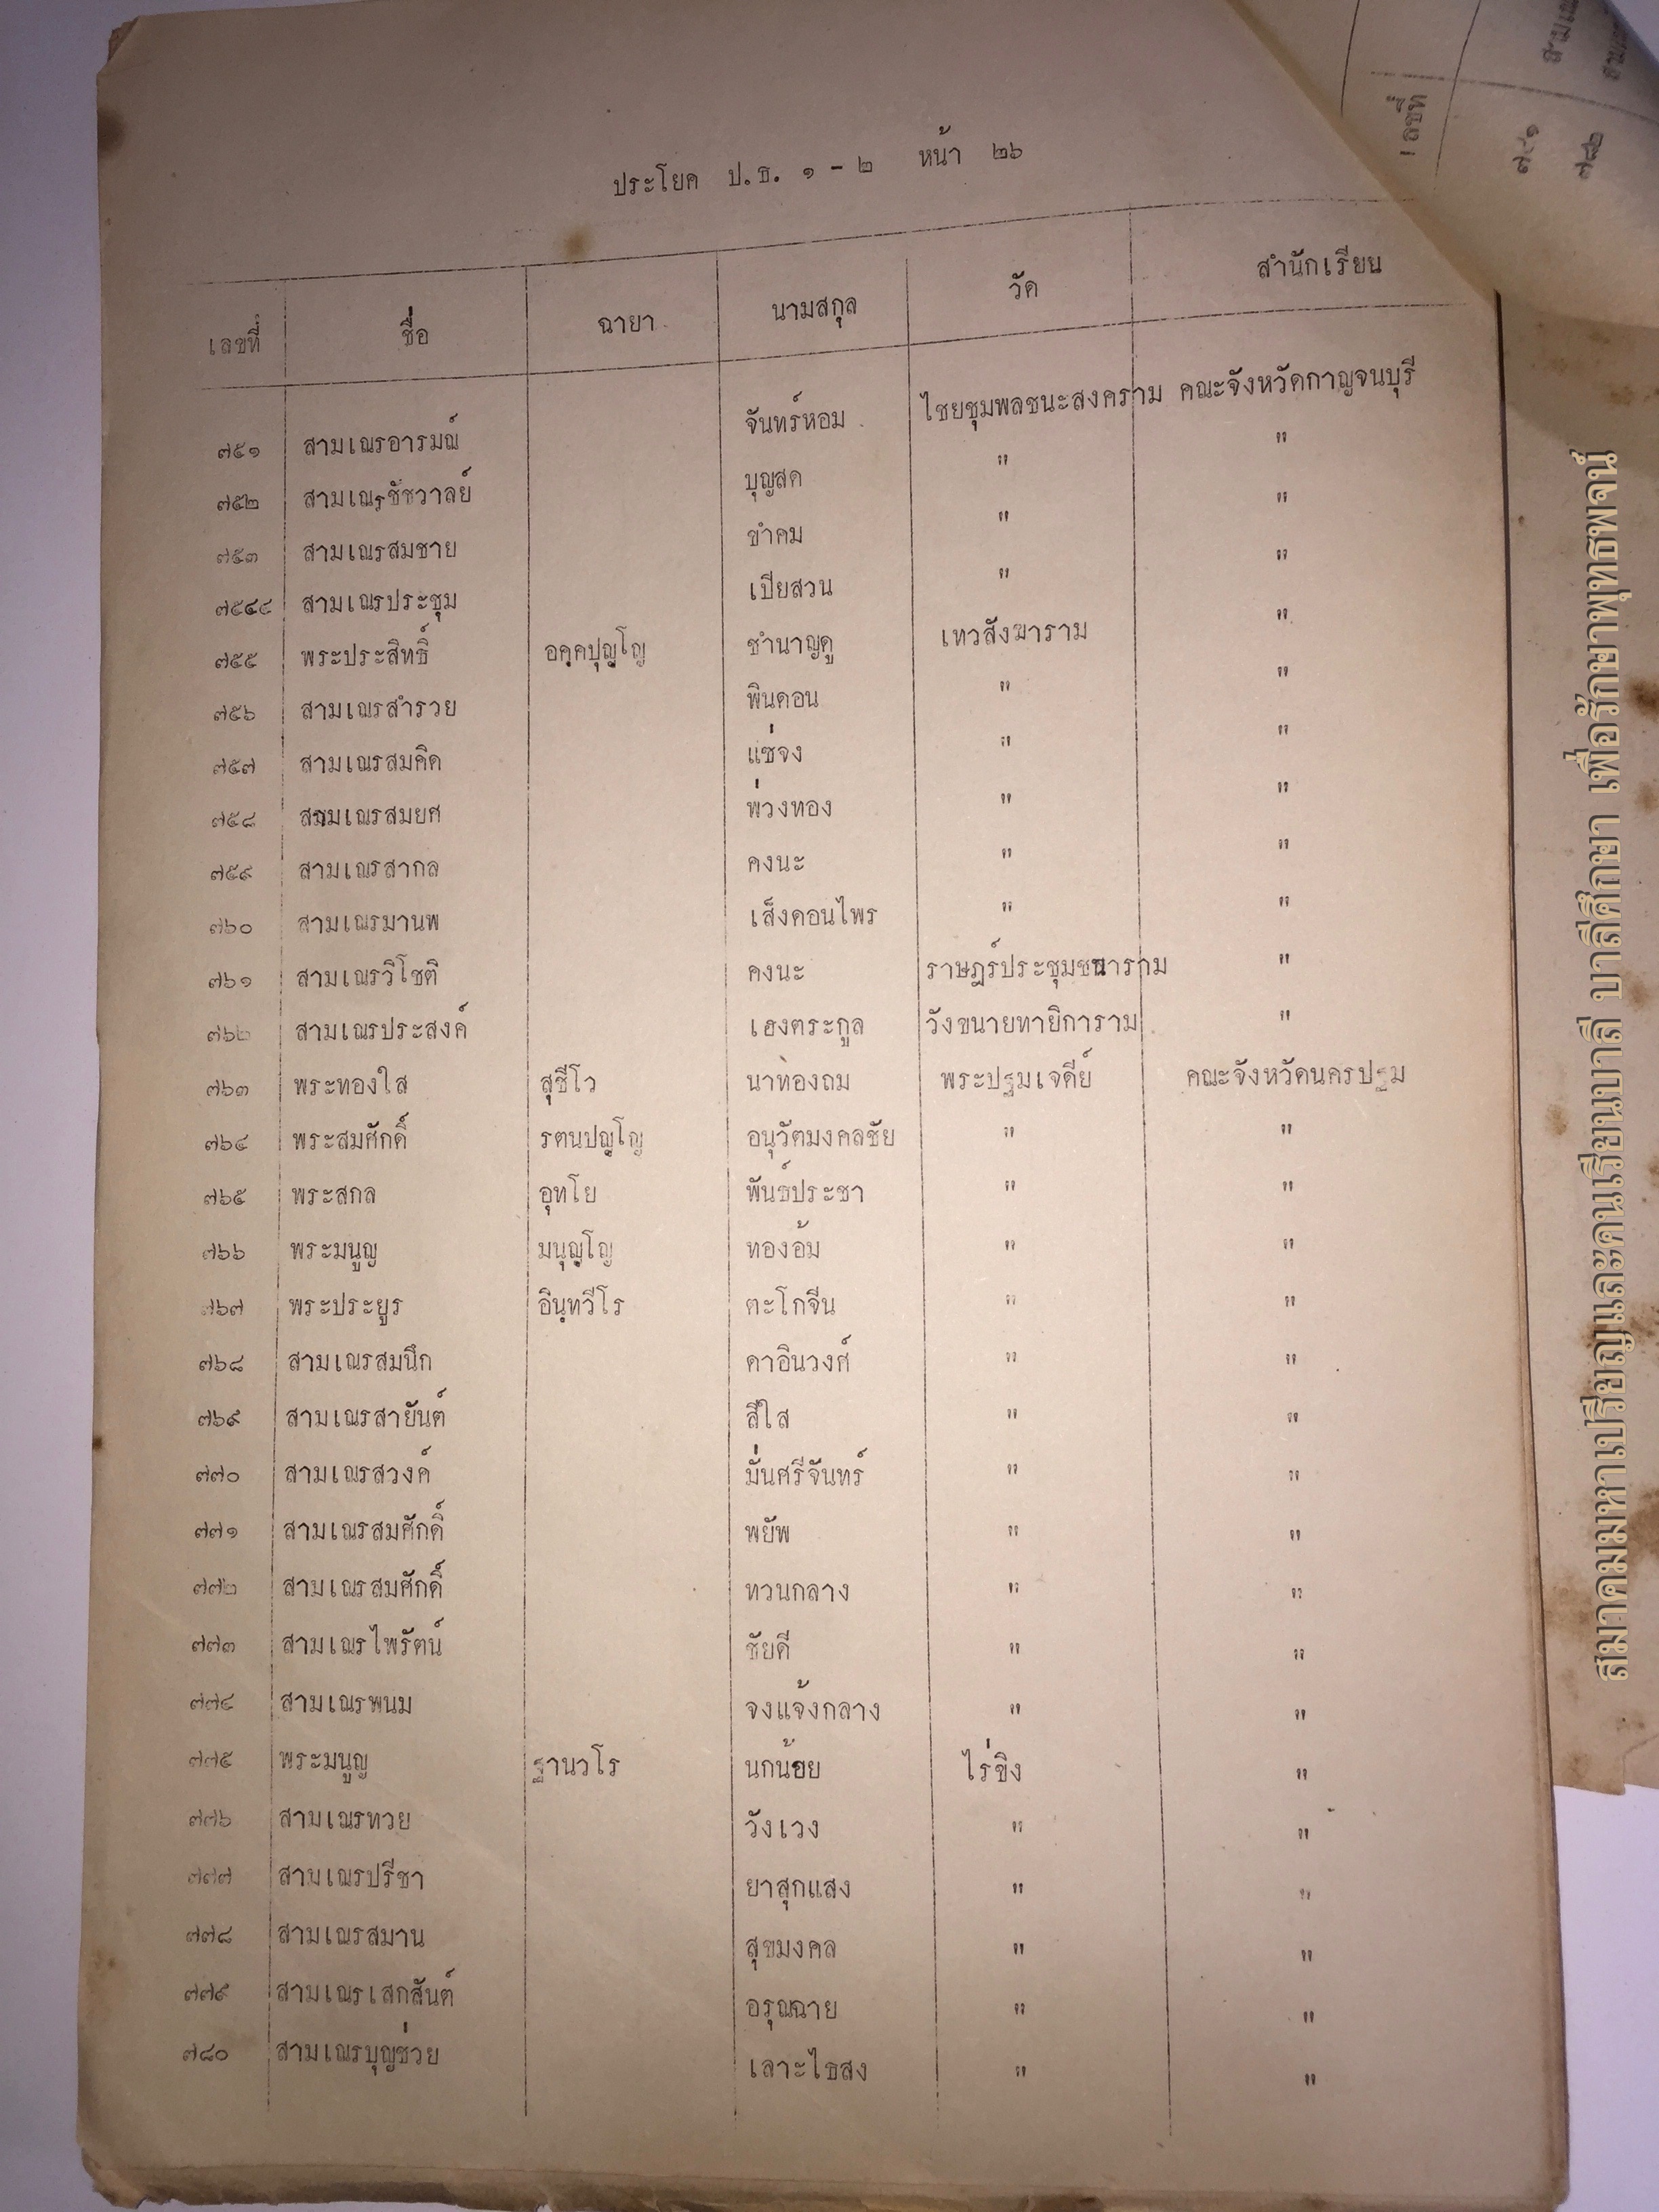 ประโยค ป.ธ. ๑ - ๒ หน้า ๒๖
เลขที่ ชื่อ ฉายา นามสกุล วัด สำนักเรียน
๗๕๑ สามเณรอารมณ์ จันทร์หอม ไชยชุมพลชนะสงคราม คณะจังหวัดกาญจนบุรี
๗๕๒ สามเณรชัชวาลย์ บุญสด " "
๗๕๓ สามเณรสมชาย ขำคม " "
๗๕๔๔ สามเณรประชุม เปียสวน " "
๗๕๕ พระประสิทธิ์ อคฺคปุญฺโญ ชำนาญดู เทวสังฆาราม "
๗๕๖ สามเณรสำรวย พินดอน " "
๗๕๗ สามเณรสมคิด แซ่จง " "
๗๕๘ สามเณรสมยศ พ่วงทอง " "
๗๕๙ สามเณรสากล คงนะ " "
๗๖๐ สามเณรมานพ เส็งดอนไพร " "
๗๖๑ สามเณรวิโชติ คงนะ ราษฎร์ประชุมชนาราม "
๗๖๒ สามเณรประสงค์ เฮงตระกูล วังขนายทายิการาม "
๗๖๓ พระทองใส สุชีโว นาท่องถม พระปฐมเจดีย์ คณะจังหวัดนครปฐม
๗๖๔ พระสมศักดิ์ รตนปญฺโญ อนุวัตมงคลชัย " "
๗๖๕ พระสกล อุทโย พันธ์ประชา " "
๗๖๖ พระมนูญ มนุญฺโญ ทองอ้ม " "
๗๖๗ พระประยูร อินฺทวีโร ตะโกจีน " "
๗๖๘ สามเณรสมนึก คาอินวงศ์ " "
๗๖๙ สามเณรสายันต์ สีใส " "
๗๗๐ สามเณรสวงค์ มั่นศรีจันทร์ " "
๗๗๑ สามเณรสมศักดิ์ พยัพ " "
๗๗๒ สามเณรสมศักดิ์ ทวนกลาง " "
๗๗๓ สามเณรไพรัตน์ ชัยดี " "
๗๗๔ สามเณรพนม จงแจ้งกลาง " "
๗๗๕ พระมนูญ ฐานวโร นกน้อย ไร่ขิง "
๗๗๖ สามเณรทวย วังเวง " "
๗๗๗ สามเณรปรีชา ยาสุกแสง " "
๗๗๘ สามเณรสมาน สุขมงคล " "
๗๗๙ สามเณรเสกสันต์ อรุณฉาย " "
๗๘๐ สามเณรบุญช่วย เลาะไธสง " "
เลขที่
๗๘๑
๗๘๒
สมาคมมหาเปรียญและคนเรียนบาลี บาลีศึกษา เพื่อรักษาพุทธพจน์